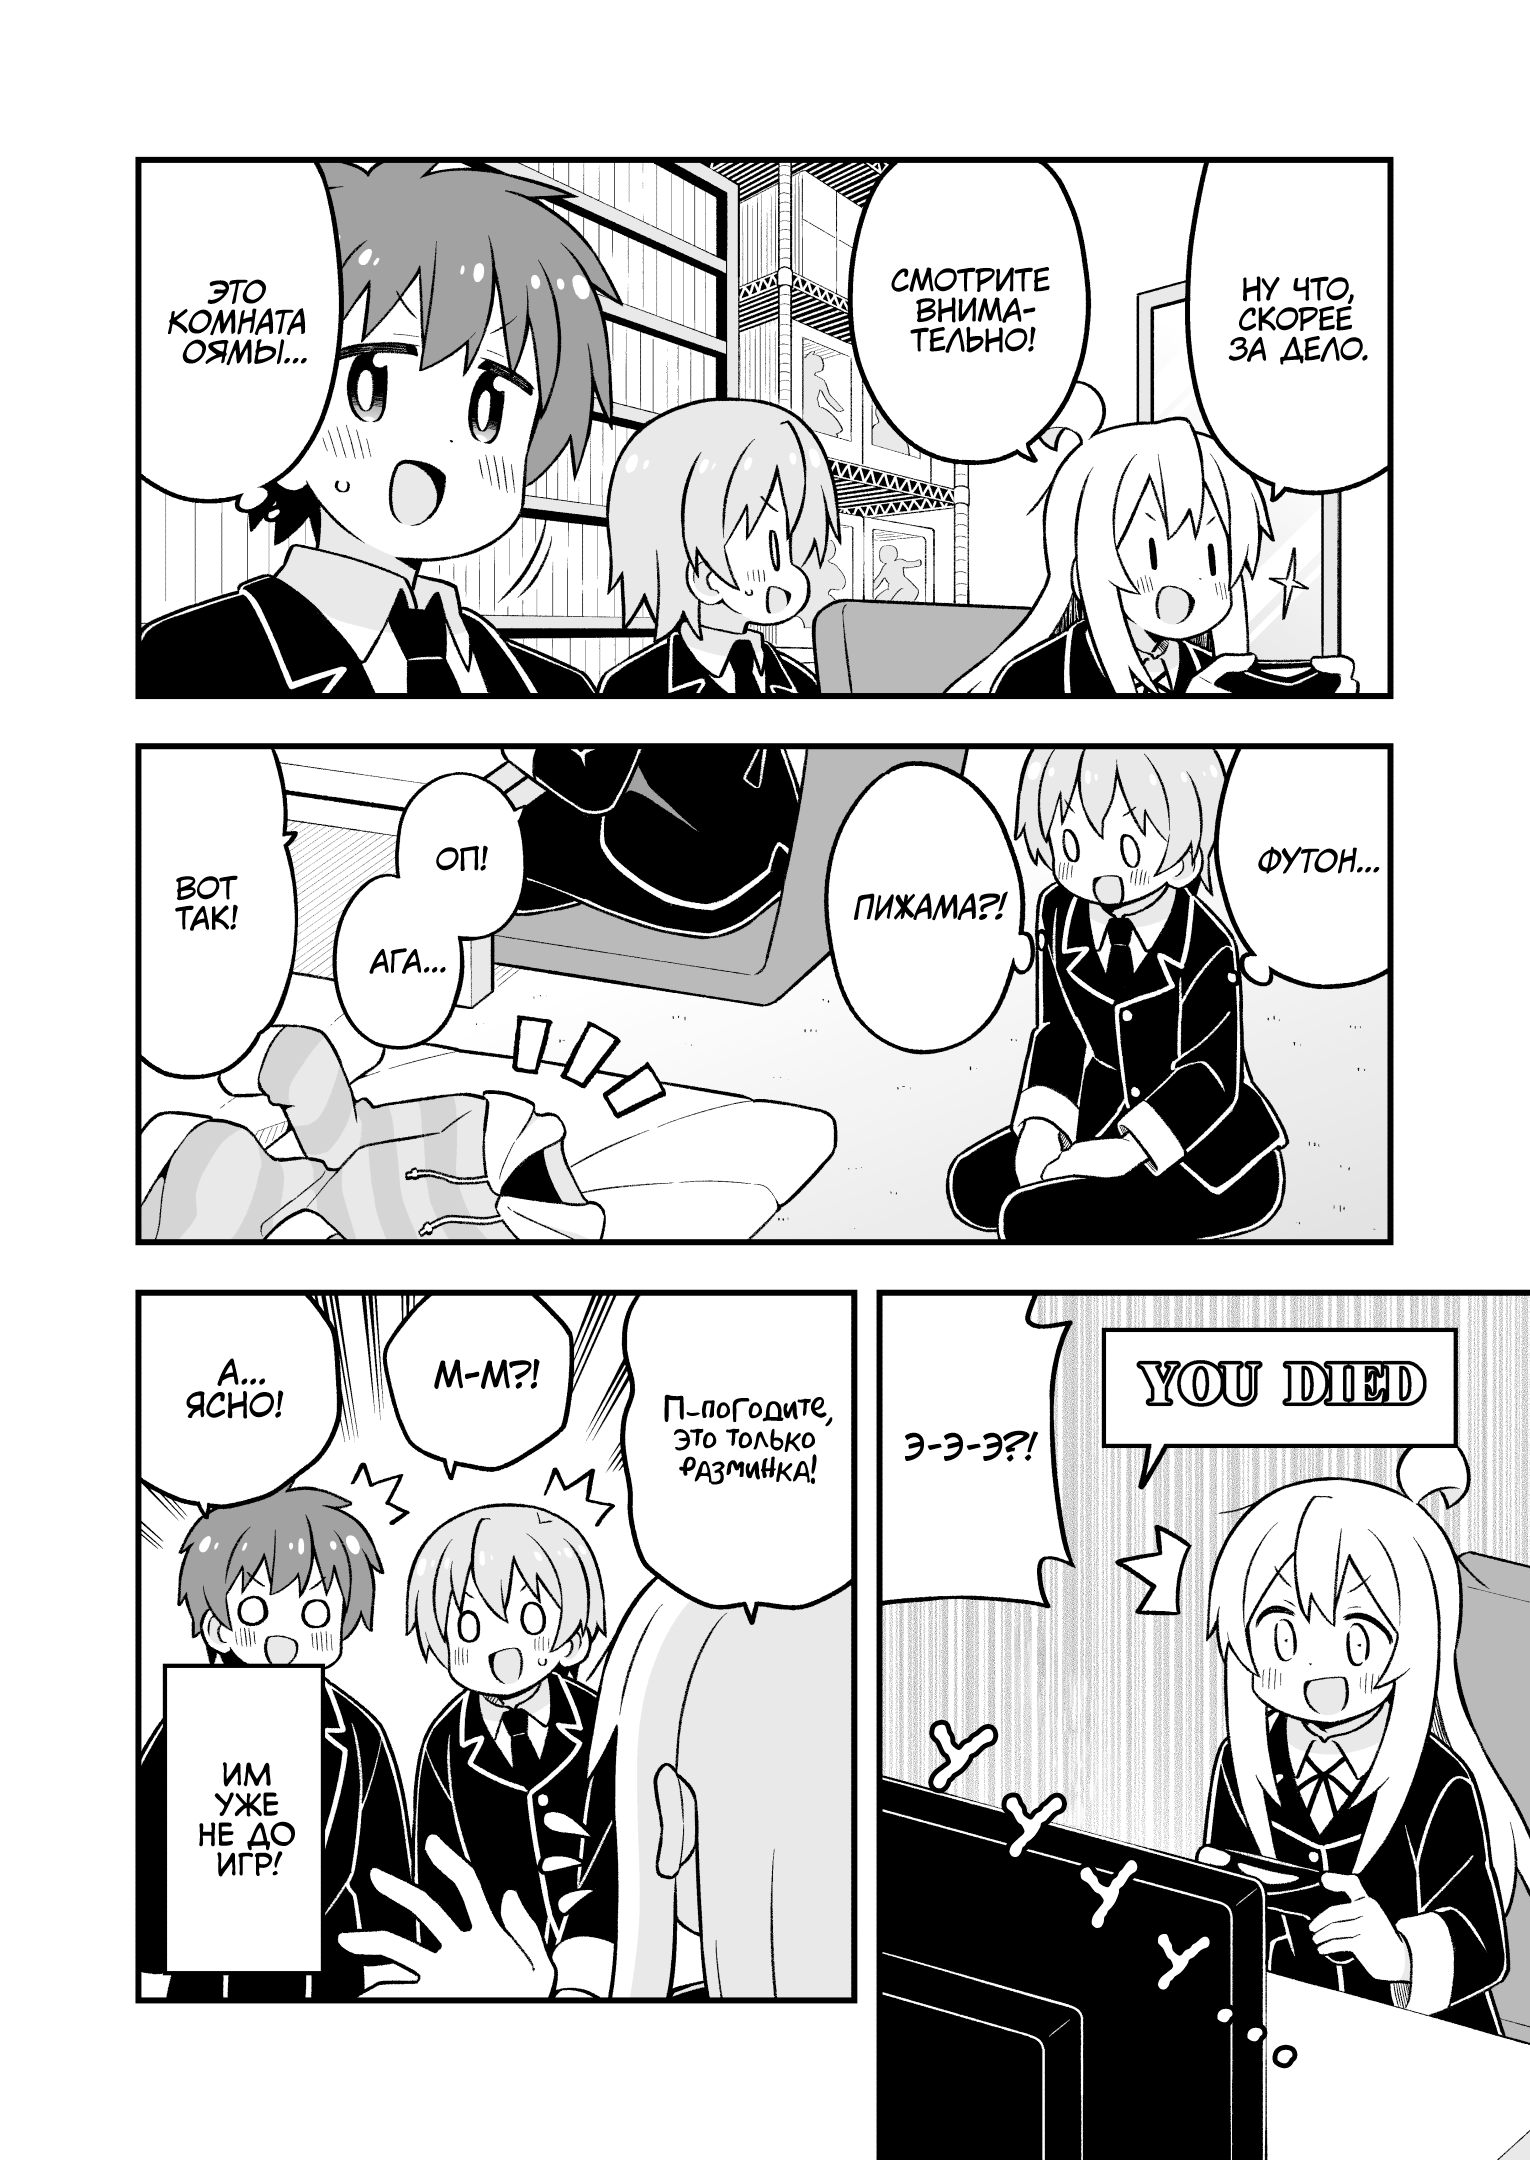 НУ ЧТО,
СКОРЕЕ
ЗА ДЕЛО.
СМОТРИТЕ
ВНИМА-
ТЕЛЬНО!
ЭТО
КОМНАТА
ОЯМЫ...
ФУТОН...
ПИЖАМА?!
ОП!
АГА...
ВОТ
ТАК!
YOU DIED
Э-Э-Э?!
У
У
У
У
...
П-ПОГОДИТЕ,
ЭТО ТОЛЬКО
РАЗМИНКА!
М-М?!
А...
ЯСНО!
ИМ
УЖЕ
НЕ ДО
ИГР!